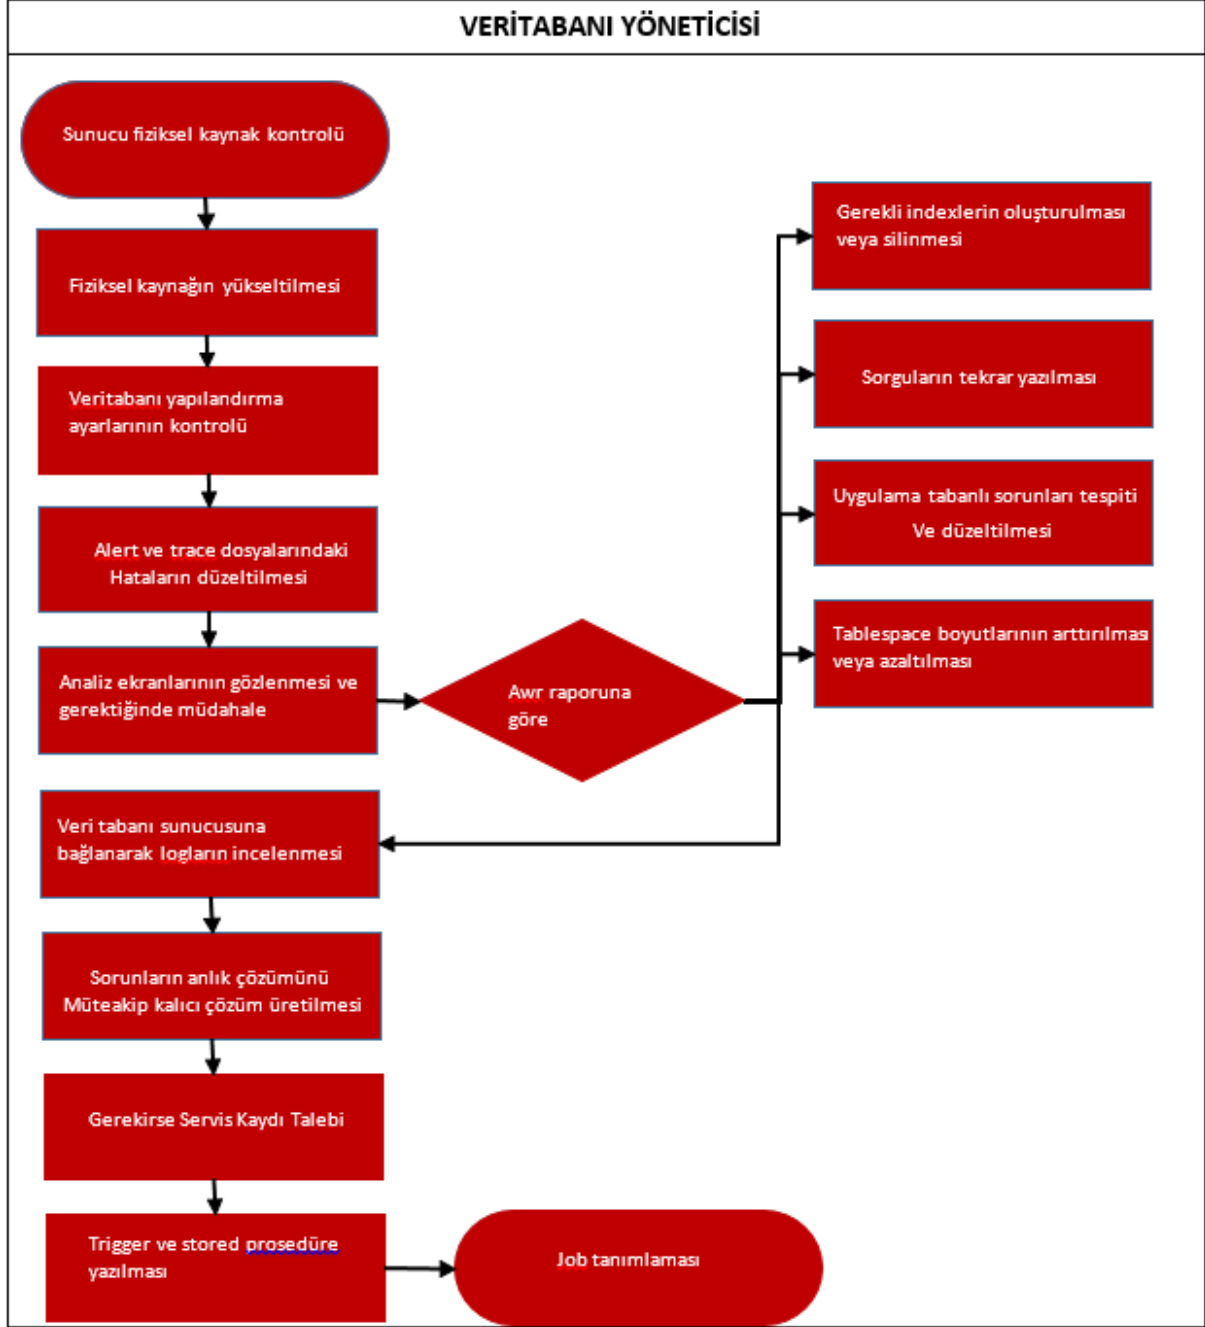 VERİTABANI YÖNETİCİSİ
Sunucu fiziksel kaynak kontrolü
Fiziksel kaynağın yükseltilmesi
Veritabanı yapılandırma
ayarlarının kontrolü
Alert ve trace dosyalarındaki
Hataların düzeltilmesi
Analiz ekranlarının gözlenmesi ve
gerektiğinde müdahale
Awr raporuna
göre
Gerekli indexlerin oluşturulması
veya silinmesi
Sorguların tekrar yazılması
Uygulama tabanlı sorunları tespiti
Ve düzeltilmesi
Tablespace boyutlarının arttırılması
veya azaltılması
Veri tabanı sunucusuna
bağlanarak logların incelenmesi
Sorunların anlık çözümünü
Müteakip kalıcı çözüm üretilmesi
Gerekirse Servis Kaydı Talebi
Trigger ve stored prosedüre
yazılması
Job tanımlaması